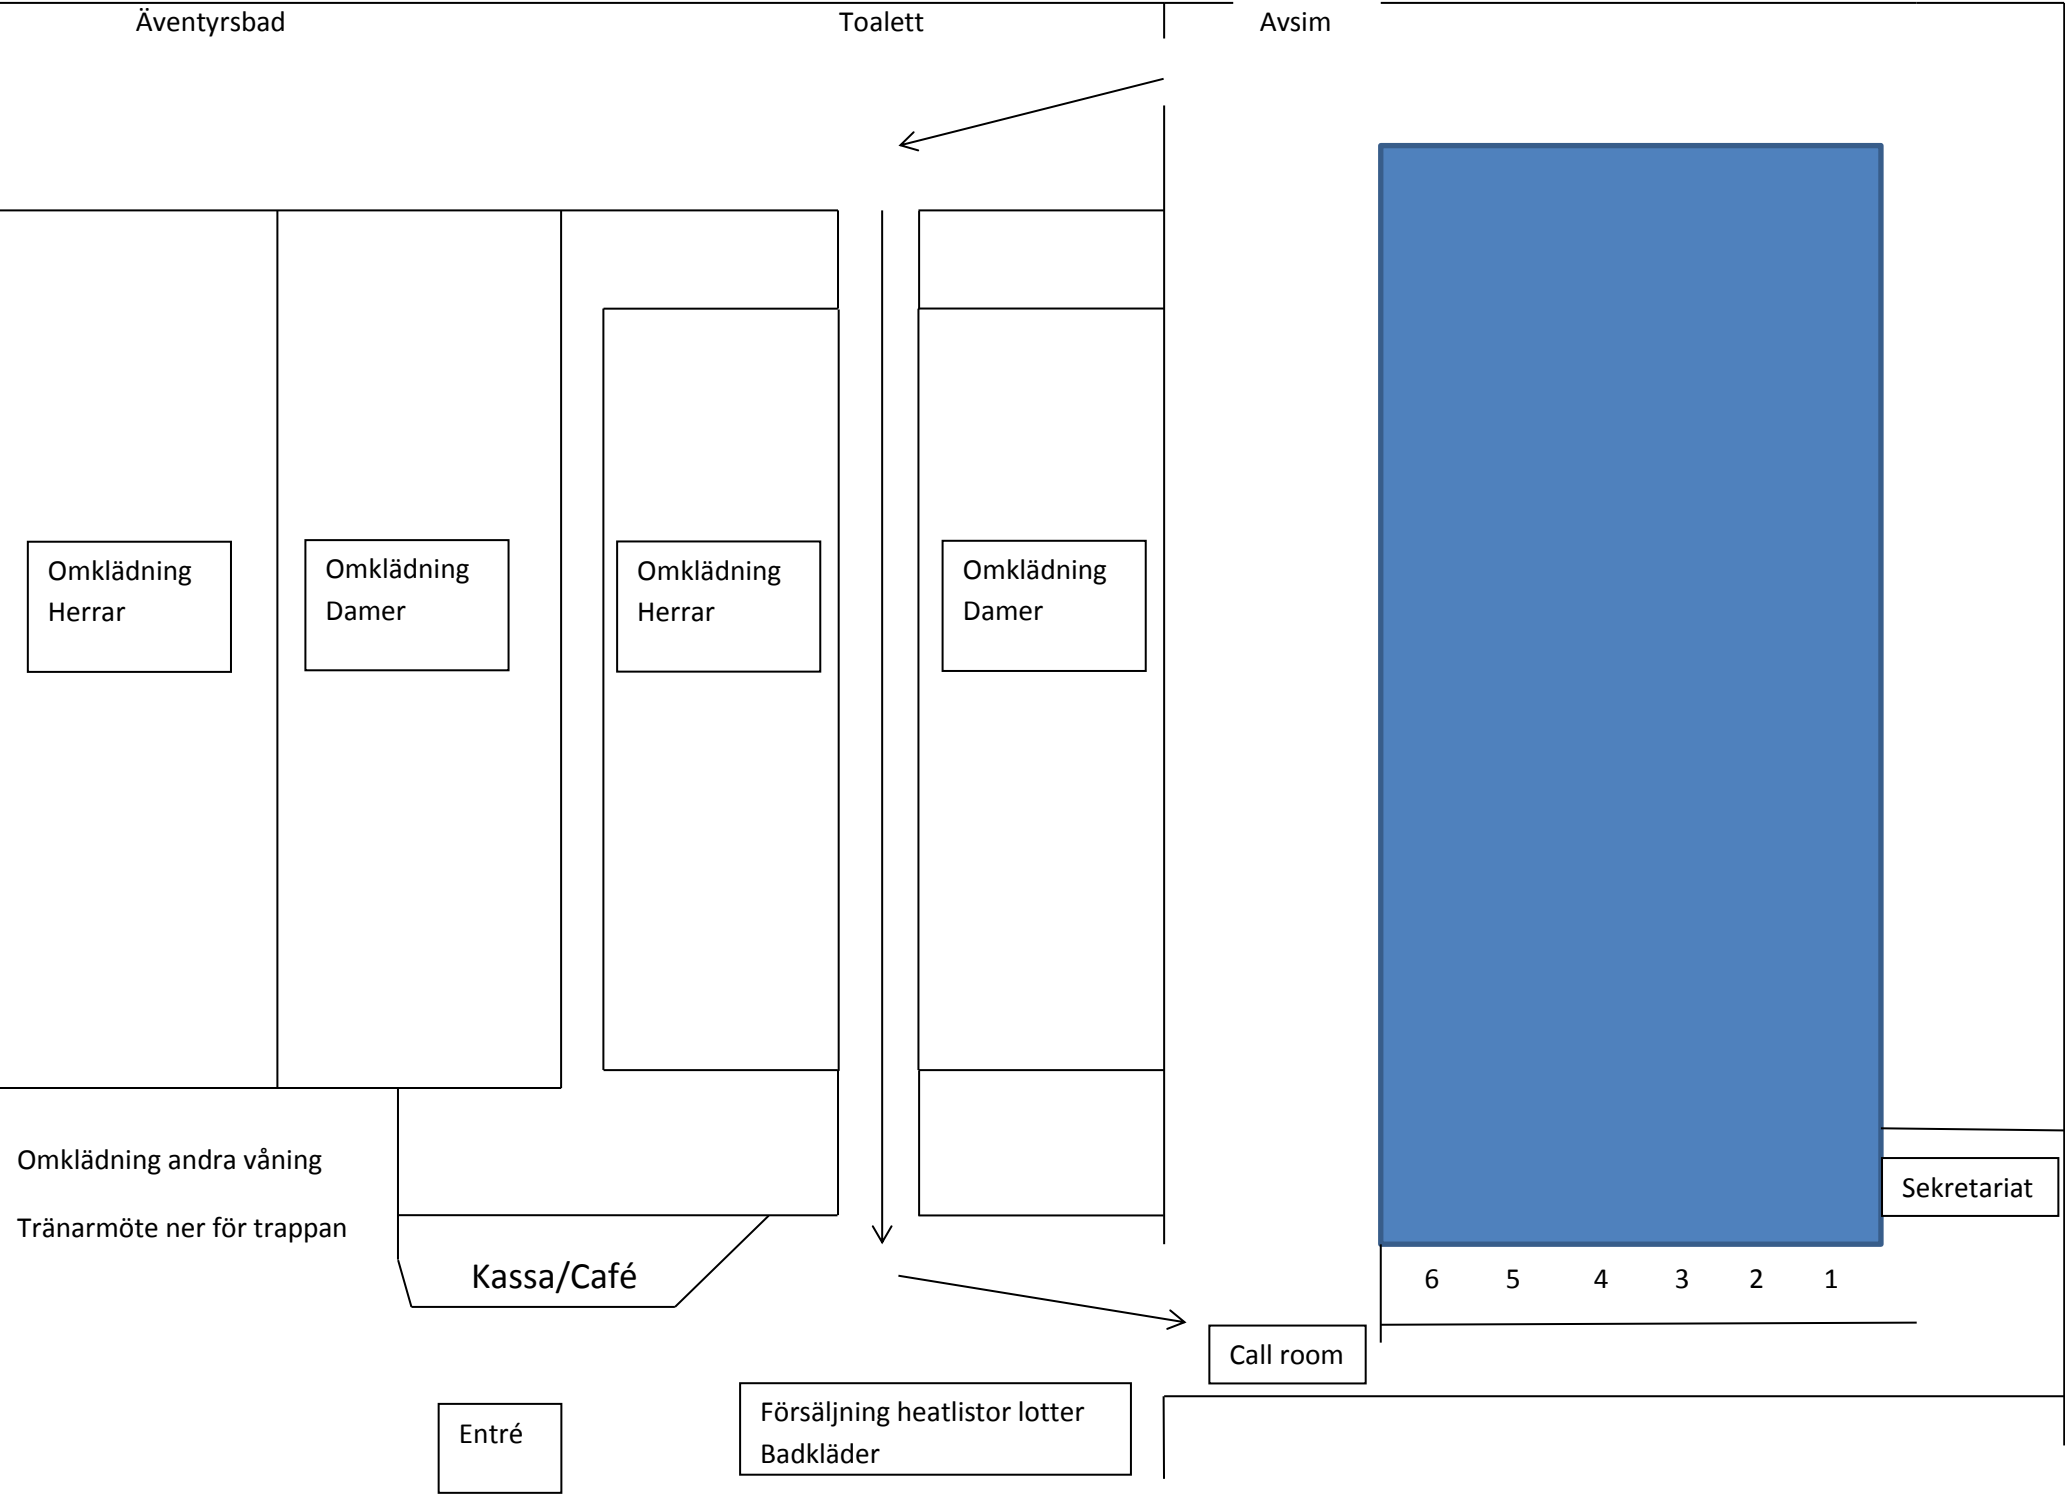 Äventyrsbad
Toalett
Avsim
Omklädning
Herrar
Omklädning
Damer
Omklädning
Herrar
Omklädning
Damer
Omklädning andra våning
Tränarmöte ner för trappan
Sekretariat
Kassa/Café
6 5 4 3 2 1
Call room
Försäljning heatlistor lotter
Badkläder
Entré